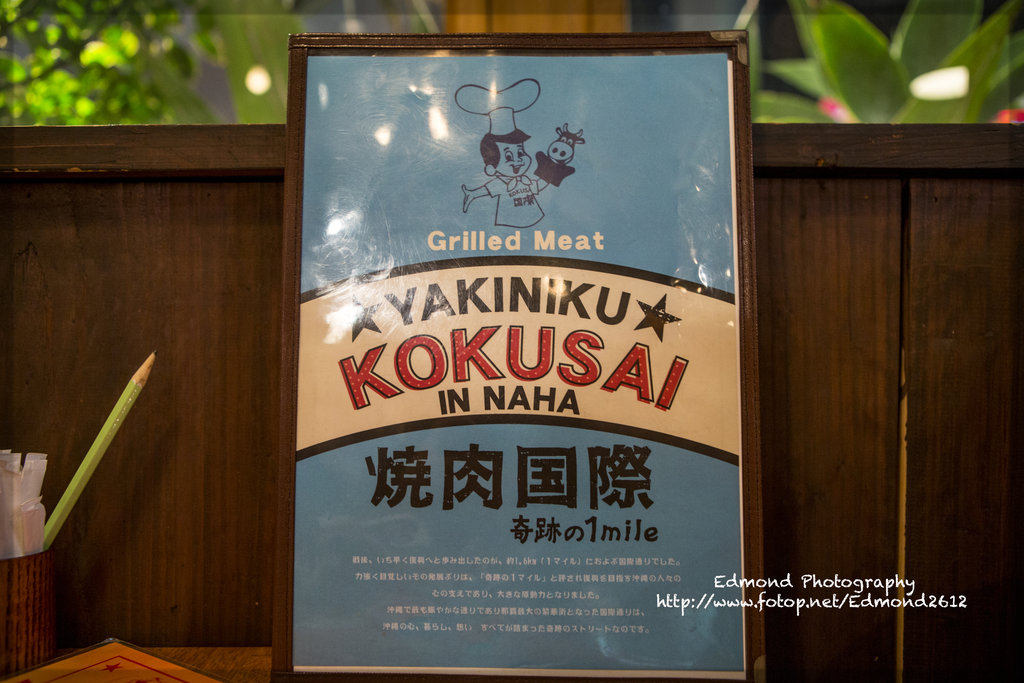 KOKUSAI
国際
Grilled Meat
★YAKINIKU★
KOKUSAI
IN NAHA
焼肉国際
奇跡の1mile
戦後、いち早く復興へと歩み出したのが、約1.6km「1マイル」におよぶ国際通りでした。
力強く目覚しいその発展ぶりは、「奇跡の1マイル」と評され復興を目指す沖縄の人々の
心の支えであり、大きな原動力となりました。
沖縄で最も賑やかな通りであり那覇最大の繁華街となった国際通りは、
沖縄の心、暮らし、想い すべてが詰まった奇跡のストリートなのです。
Edmond Photography
http://www.fotop.net/Edmond2612